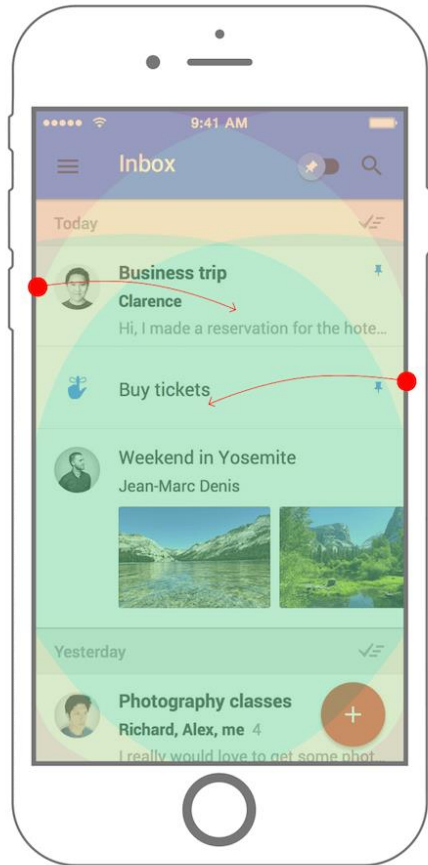 9:41 AM
Inbox
Today
Business trip
Clarence
Hi, I made a reservation for the hote...
Buy tickets
Weekend in Yosemite
Jean-Marc Denis
Yesterday
Photography classes
Richard, Alex, me 4
I really would love to get some phot...